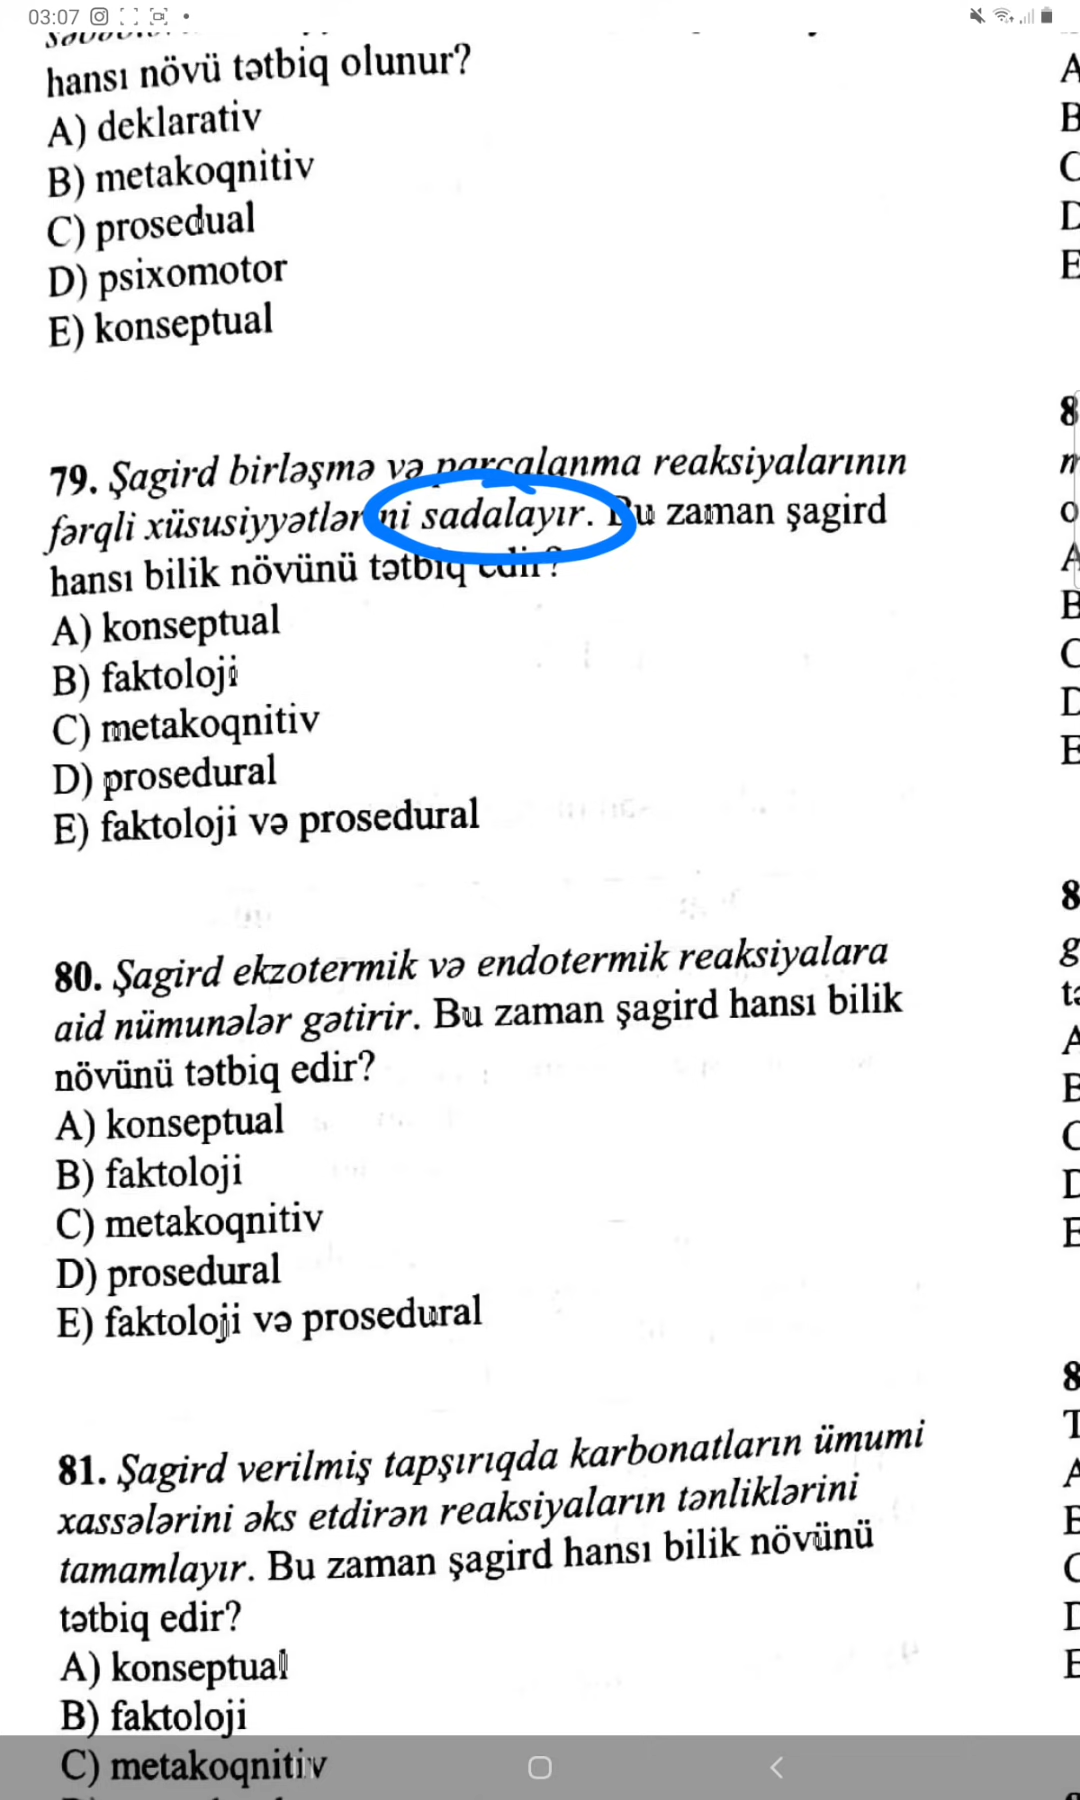 03:07
hansı növü tətbiq olunur?
A) deklarativ
B) metakoqnitiv
C) prosedual
D) psixomotor
E) konseptual
79. Şagird birləşmə və parçalanma reaksiyalarının
fərqli xüsusiyyətlərini sadalayır. Bu zaman şagird
hansı bilik növünü tətbiq edir?
A) konseptual
B) faktoloji
C) metakoqnitiv
D) prosedural
E) faktoloji və prosedural
80. Şagird ekzotermik və endotermik reaksiyalara
aid nümunələr gətirir. Bu zaman şagird hansı bilik
növünü tətbiq edir?
A) konseptual
B) faktoloji
C) metakoqnitiv
D) prosedural
E) faktoloji və prosedural
81. Şagird verilmiş tapşırıqda karbonatların ümumi
xassələrini əks etdirən reaksiyaların tənliklərini
tamamlayır. Bu zaman şagird hansı bilik növünü
tətbiq edir?
A) konseptual
B) faktoloji
C) metakoqnitiv